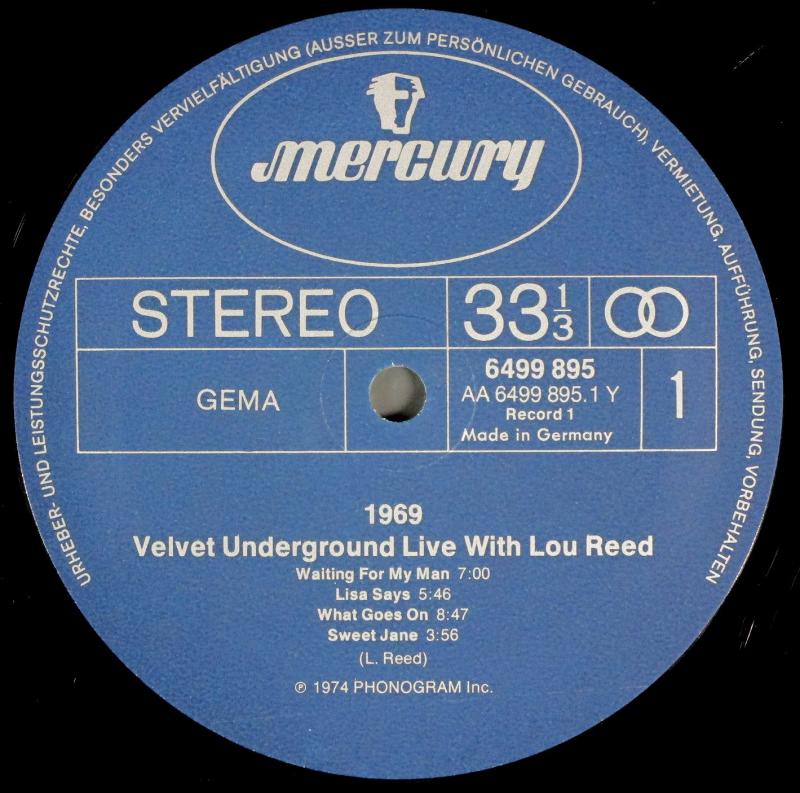 URHEBER- UND LEISTUNGSSCHUTZRECHTE, BESONDERS VERVIELFÄLTIGUNG (AUSSER ZUM PERSÖNLICHEN GEBRAUCH), VERMIETUNG, AUFFÜHRUNG, SENDUNG, VORBEHALTEN
mercury
STEREO
33 1/3
GEMA
6499 895
AA 6499 895.1 Y
Record 1
Made in Germany
1
1969
Velvet Underground Live With Lou Reed
Waiting For My Man 7:00
Lisa Says 5:46
What Goes On 8:47
Sweet Jane 3:56
(L. Reed)
℗ 1974 PHONOGRAM Inc.